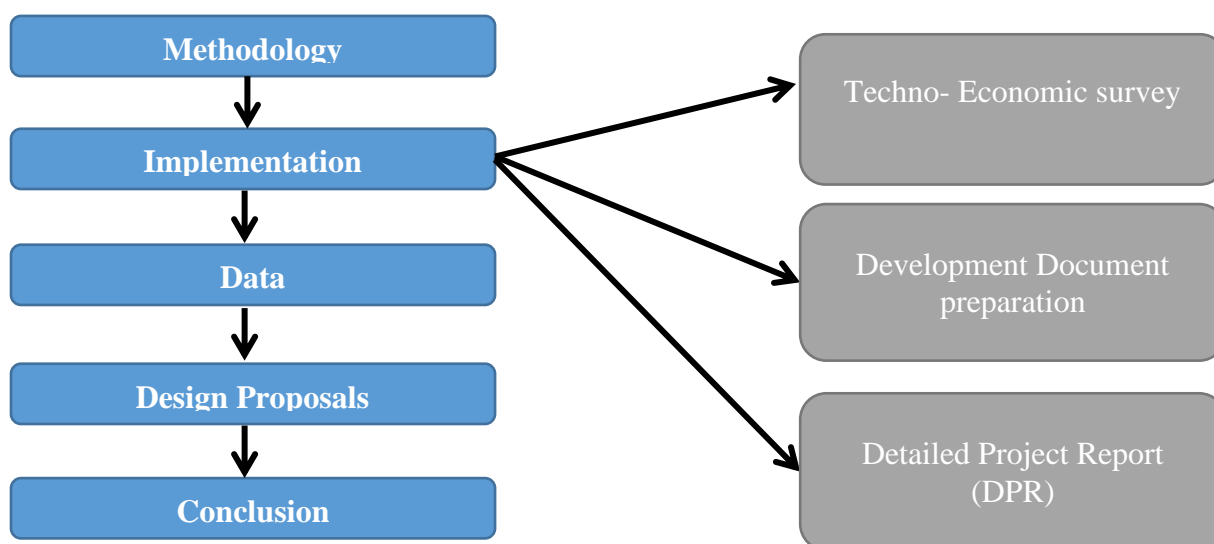 Methodology
Implementation
Data
Design Proposals
Conclusion
Techno- Economic survey
Development Document
preparation
Detailed Project Report
(DPR)